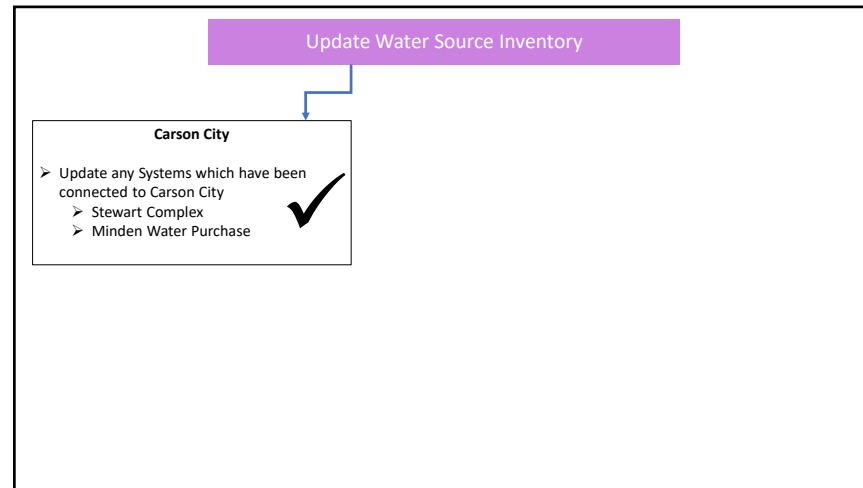 Update Water Source Inventory
Carson City
➢ Update any Systems which have been
connected to Carson City
➢ Stewart Complex
➢ Minden Water Purchase